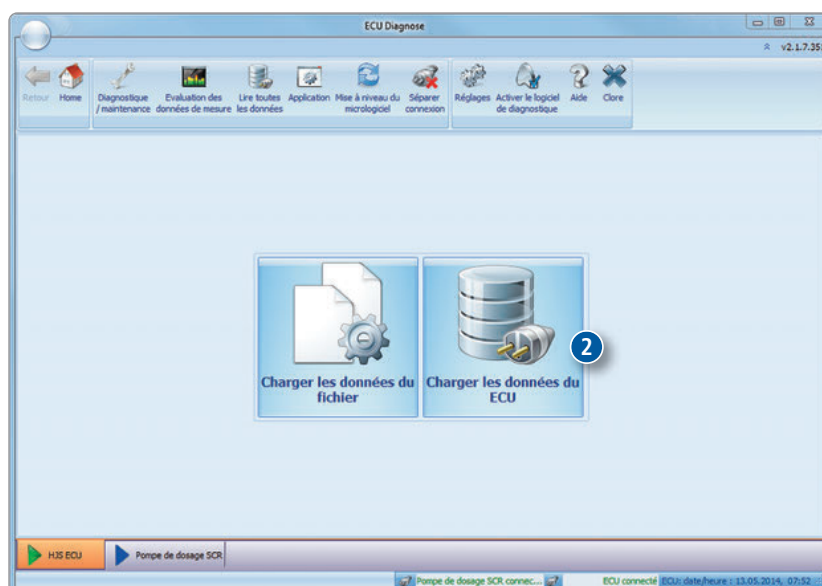 ECU Diagnose
v2.1.7.35
Retour
Home
Diagnostique
/ maintenance
Evaluation des
données de mesure
Lire toutes
les données
Application
Mise à niveau du
micrologiciel
Séparer
connexion
Réglages
Activer le logiciel
de diagnostique
Aide
Clore
Charger les données du
fichier
Charger les données du
ECU
2
HJS ECU
Pompe de dosage SCR
Pompe de dosage SCR connec...
ECU connecté
ECU: date/heure : 13.05.2014, 07:52